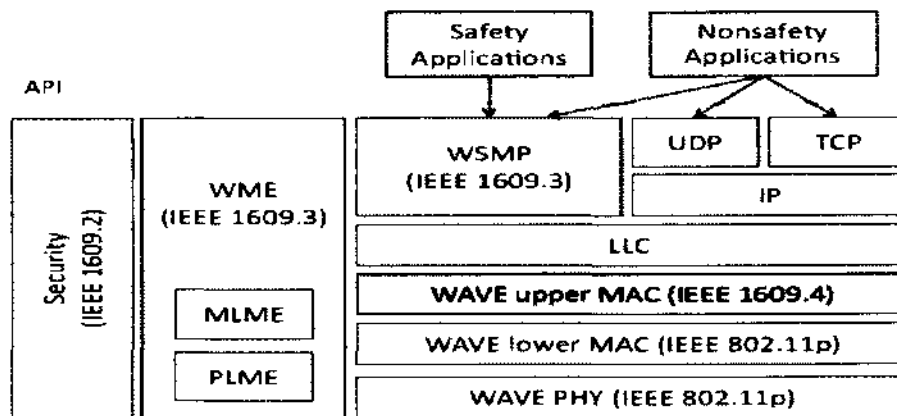 Safety
Applications
Nonsafety
Applications
API
Security
(IEEE 1609.2)
WME
(IEEE 1609.3)
MLME
PLME
WSMP
(IEEE 1609.3)
UDP
TCP
IP
LLC
WAVE upper MAC (IEEE 1609.4)
WAVE lower MAC (IEEE 802.11p)
WAVE PHY (IEEE 802.11p)